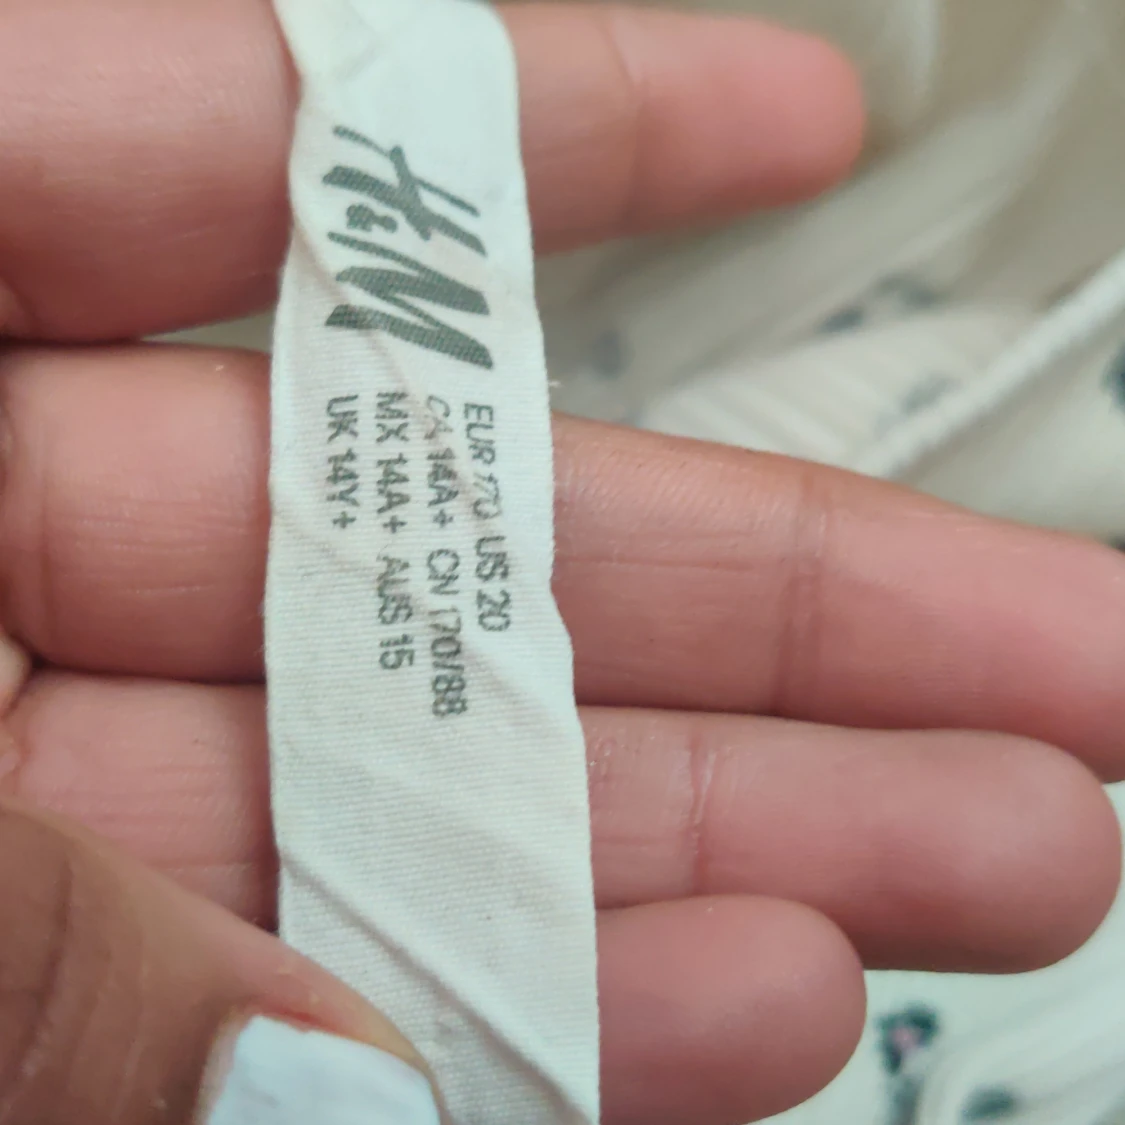 H&M
EUR 170 US 20
CA 14A+ CN 170/88
MX 14A+ AUS 15
UK 14Y+